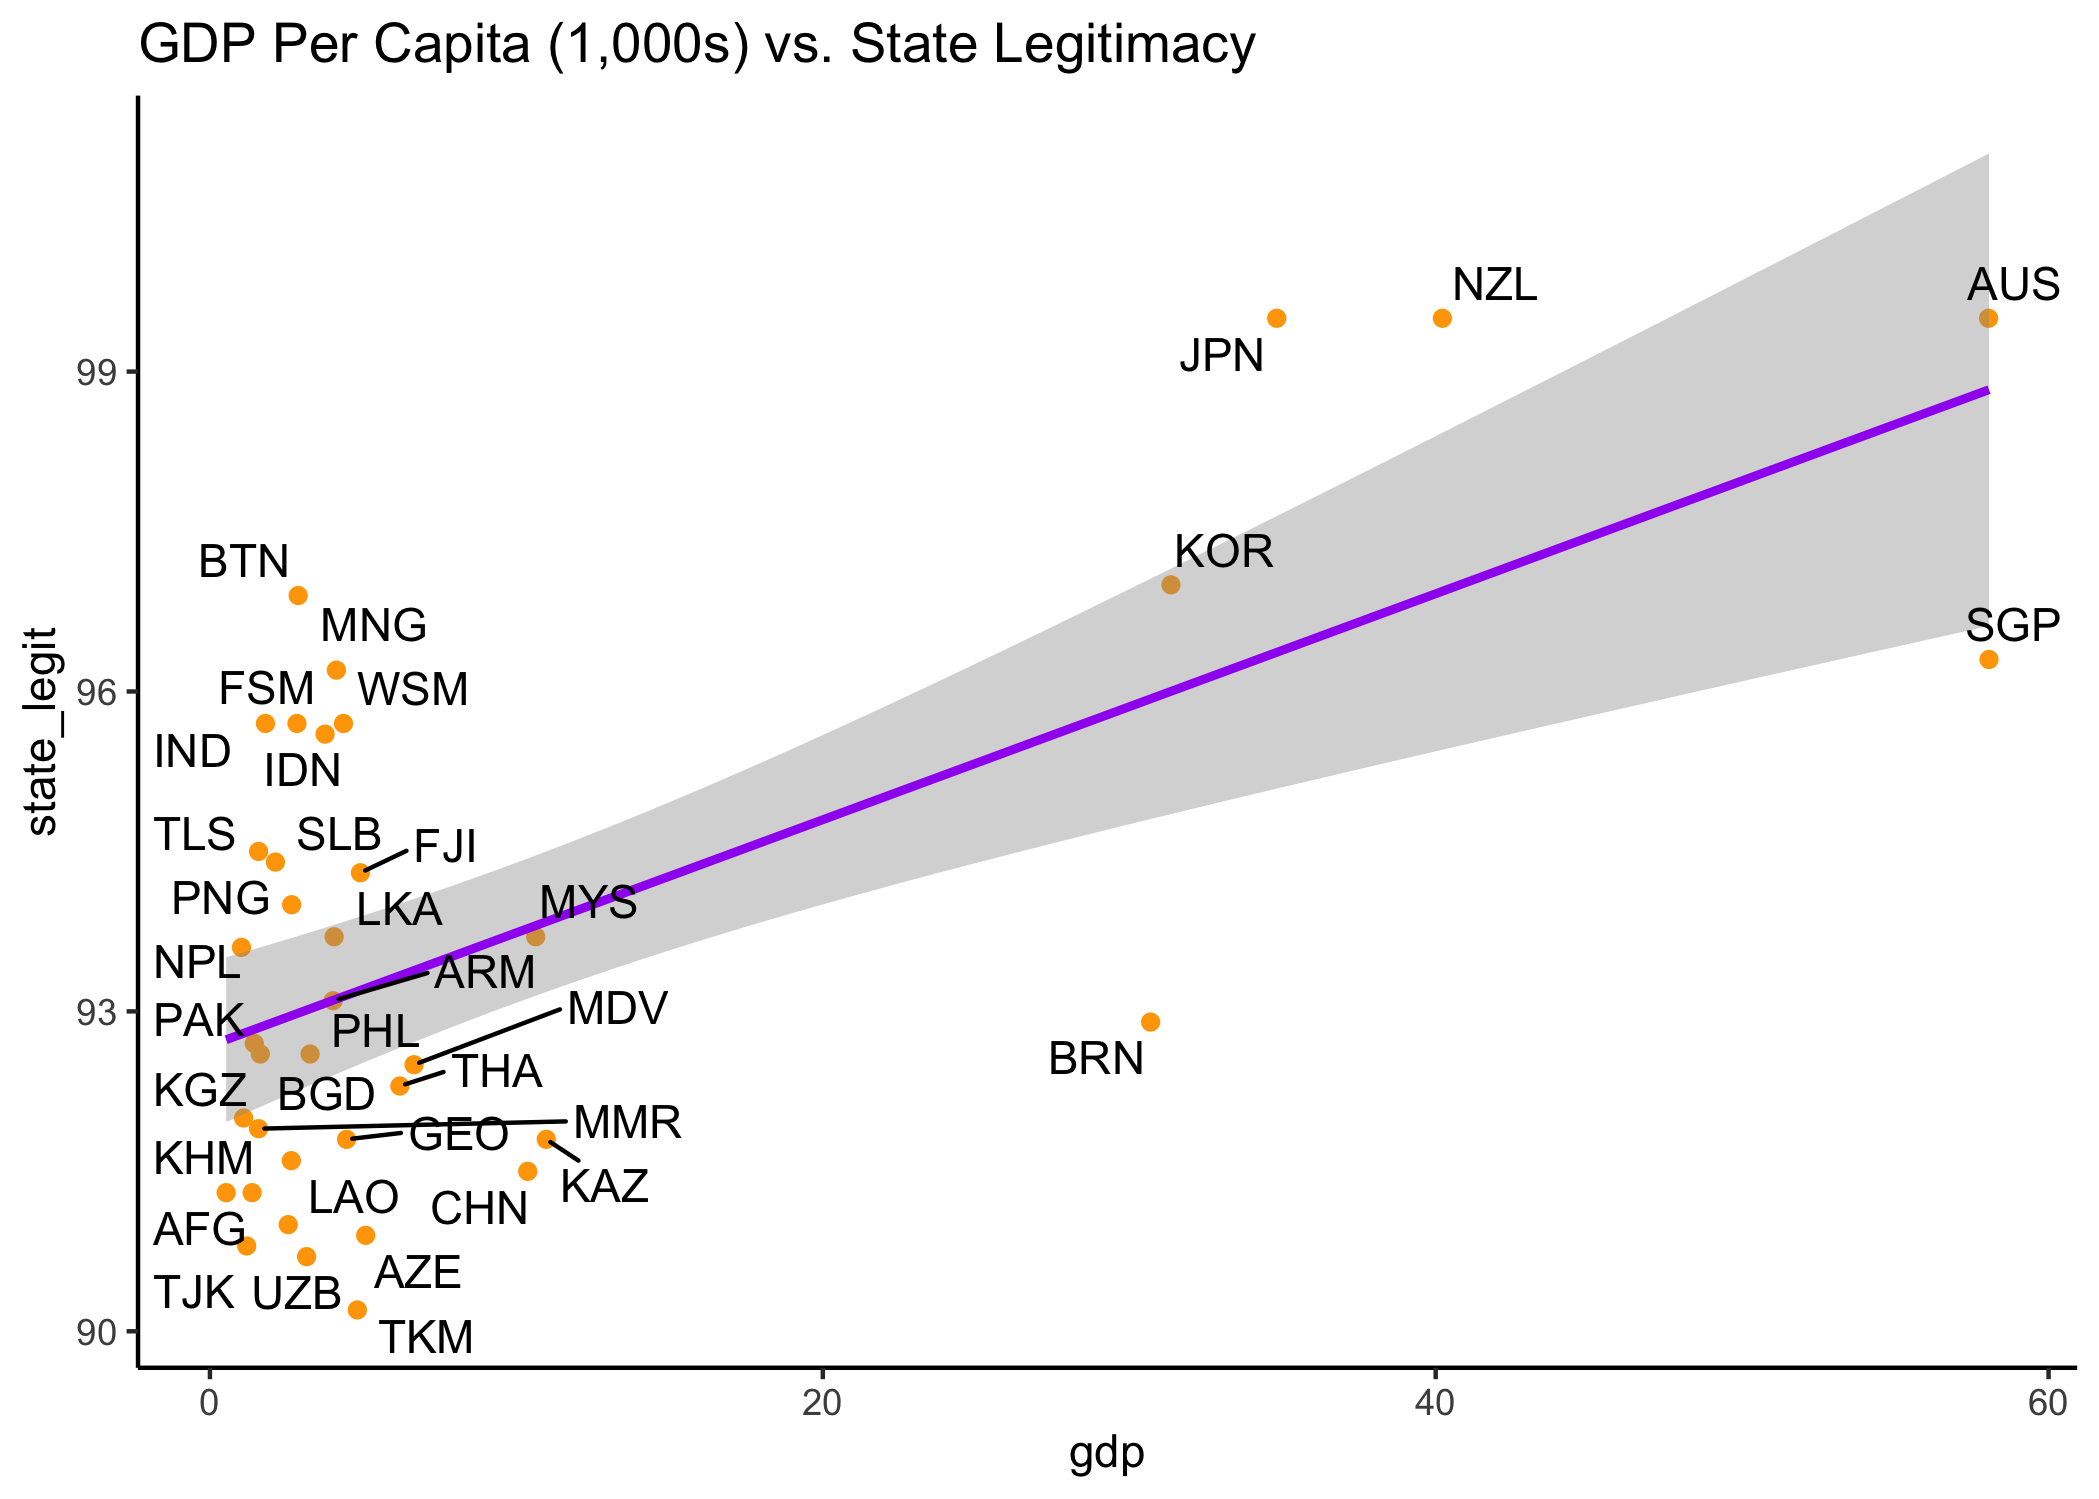 GDP Per Capita (1,000s) vs. State Legitimacy
NZL
AUS
JPN
99
BTN
KOR
MNG
SGP
state_legit
96
FSM
WSM
IND
IDN
TLS
SLB
FJI
PNG
LKA
MYS
NPL
ARM
93
PAK
PHL
MDV
BRN
KGZ
BGD
THA
MMR
GEO
KHM
KAZ
LAO
CHN
AFG
AZE
TJK
UZB
90
TKM
0
20
40
60
gdp